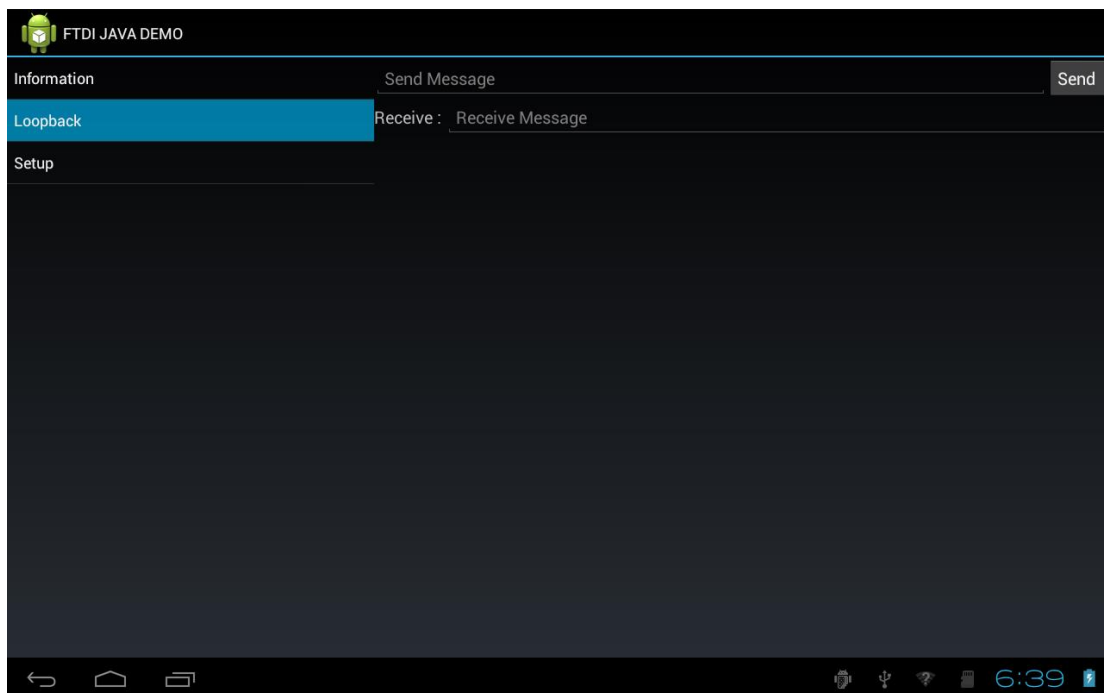 FTDI JAVA DEMO
Information
Loopback
Setup
Send Message
Send
Receive :
Receive Message
6:39